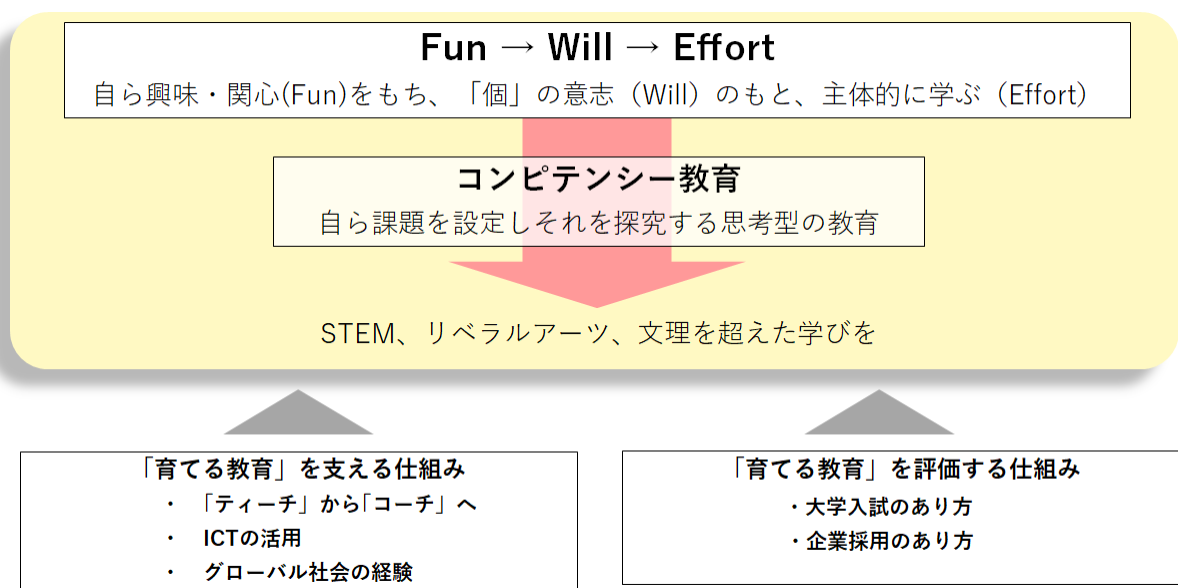 Fun → Will → Effort
自ら興味・関心(Fun)をもち、「個」の意志（Will）のもと、主体的に学ぶ（Effort）
コンピテンシー教育
自ら課題を設定しそれを探究する思考型の教育
STEM、リベラルアーツ、文理を超えた学びを
「育てる教育」を支える仕組み
・ 「ティーチ」から「コーチ」へ
・ ICTの活用
・ グローバル社会の経験
「育てる教育」を評価する仕組み
・大学入試のあり方
・企業採用のあり方